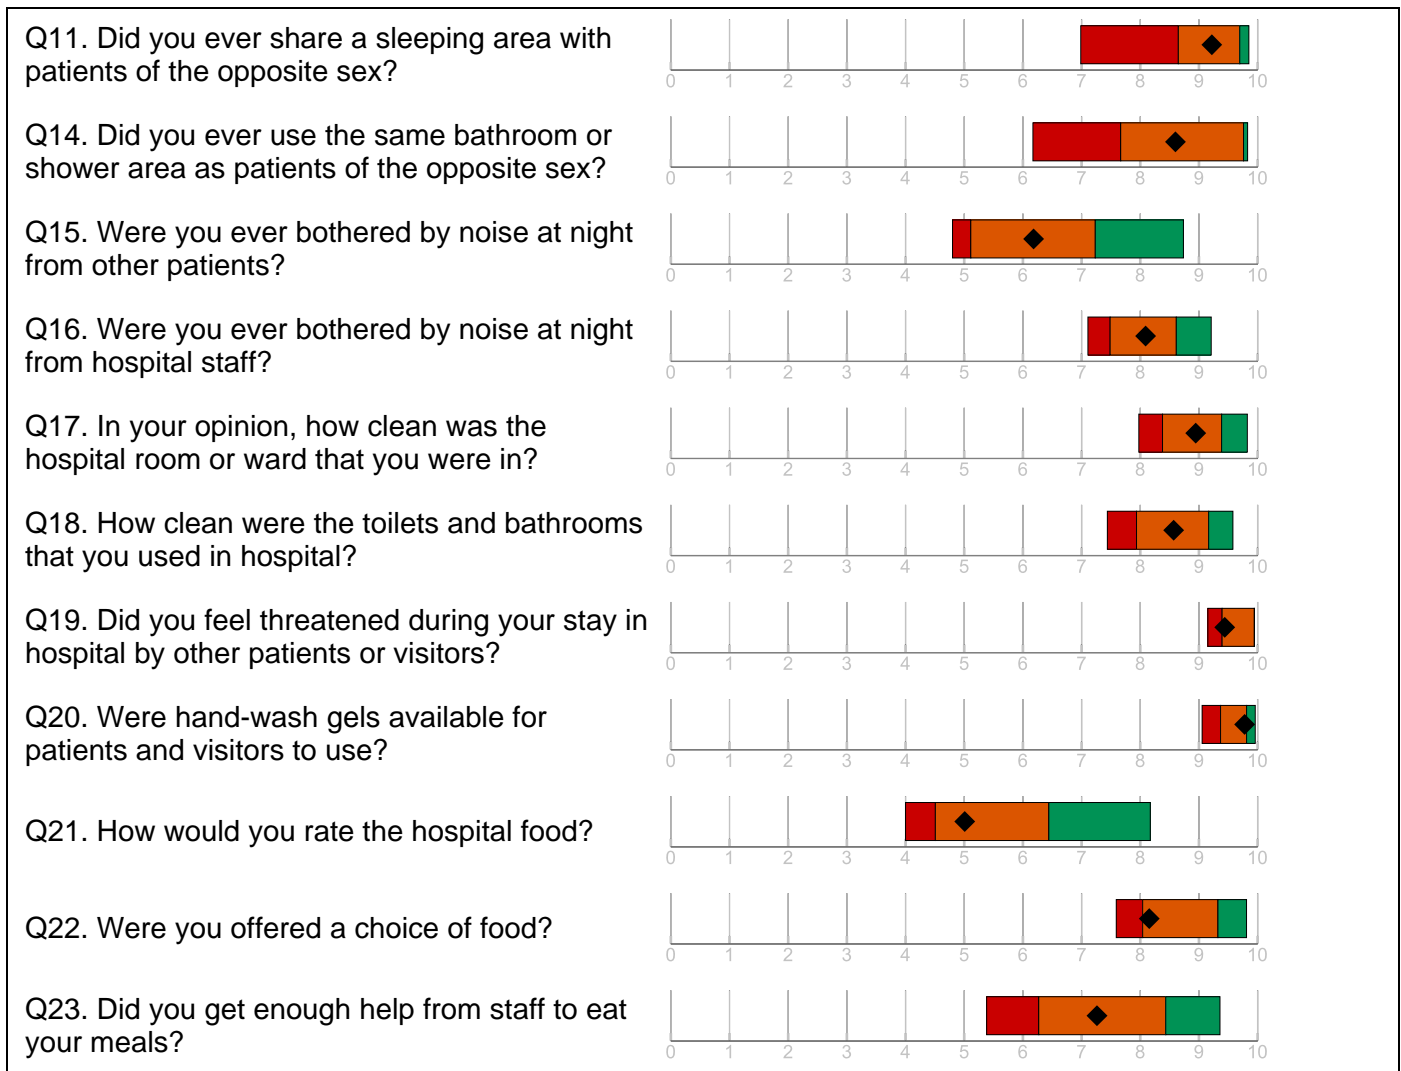 Q11. Did you ever share a sleeping area with
patients of the opposite sex?
0 1 2 3 4 5 6 7 8 9 10
Q14. Did you ever use the same bathroom or
shower area as patients of the opposite sex?
0 1 2 3 4 5 6 7 8 9 10
Q15. Were you ever bothered by noise at night
from other patients?
0 1 2 3 4 5 6 7 8 9 10
Q16. Were you ever bothered by noise at night
from hospital staff?
0 1 2 3 4 5 6 7 8 9 10
Q17. In your opinion, how clean was the
hospital room or ward that you were in?
0 1 2 3 4 5 6 7 8 9 10
Q18. How clean were the toilets and bathrooms
that you used in hospital?
0 1 2 3 4 5 6 7 8 9 10
Q19. Did you feel threatened during your stay in
hospital by other patients or visitors?
0 1 2 3 4 5 6 7 8 9 10
Q20. Were hand-wash gels available for
patients and visitors to use?
0 1 2 3 4 5 6 7 8 9 10
Q21. How would you rate the hospital food?
0 1 2 3 4 5 6 7 8 9 10
Q22. Were you offered a choice of food?
0 1 2 3 4 5 6 7 8 9 10
Q23. Did you get enough help from staff to eat
your meals?
0 1 2 3 4 5 6 7 8 9 10